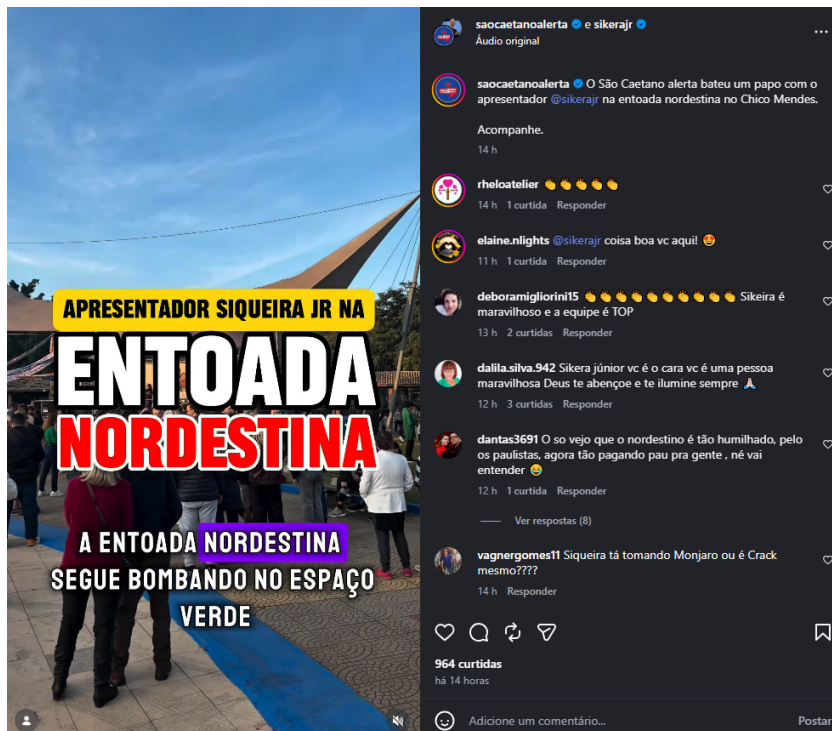 APRESENTADOR SIQUEIRA JR NA
ENTOADA
NORDESTINA
A ENTOADA NORDESTINA
SEGUE BOMBANDO NO ESPAÇO
VERDE
saocaetanoalerta e sikerajr
Áudio original
saocaetanoalerta O São Caetano alerta bateu um papo com o
apresentador @sikerajr na entoada nordestina no Chico Mendes.
Acompanhe.
14 h
rheloatelier 👏👏👏👏👏
14 h 1 curtida Responder
elaine.nlights @sikerajr coisa boa vc aqui! 🤩
11 h 1 curtida Responder
deboramigliorini15 👏👏👏👏👏👏👏👏👏👏 Sikeira é
maravilhoso e a equipe é TOP
13 h 2 curtidas Responder
dalila.silva.942 Sikera júnior vc é o cara vc é uma pessoa
maravilhosa Deus te abençoe e te ilumine sempre 🙏🏻
12 h 3 curtidas Responder
dantas3691 O so vejo que o nordestino é tão humilhado, pelo
os paulistas, agora tão pagando pau pra gente , né vai
entender 😂
12 h 1 curtida Responder
Ver respostas (8)
vagnergomes11 Siqueira tá tomando Monjaro ou é Crack
mesmo????
14 h Responder
964 curtidas
há 14 horas
Adicione um comentário... Postar